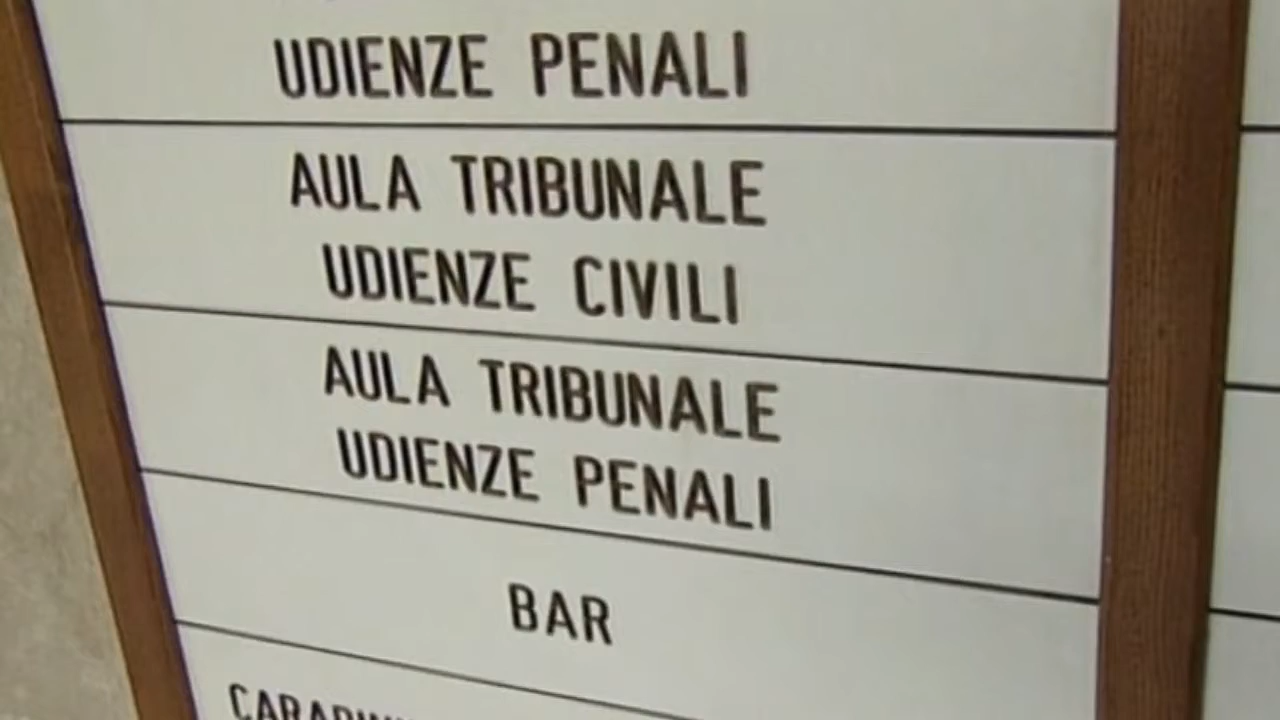 UDIENZE PENALI
AULA TRIBUNALE
UDIENZE CIVILI
AULA TRIBUNALE
UDIENZE PENALI
BAR